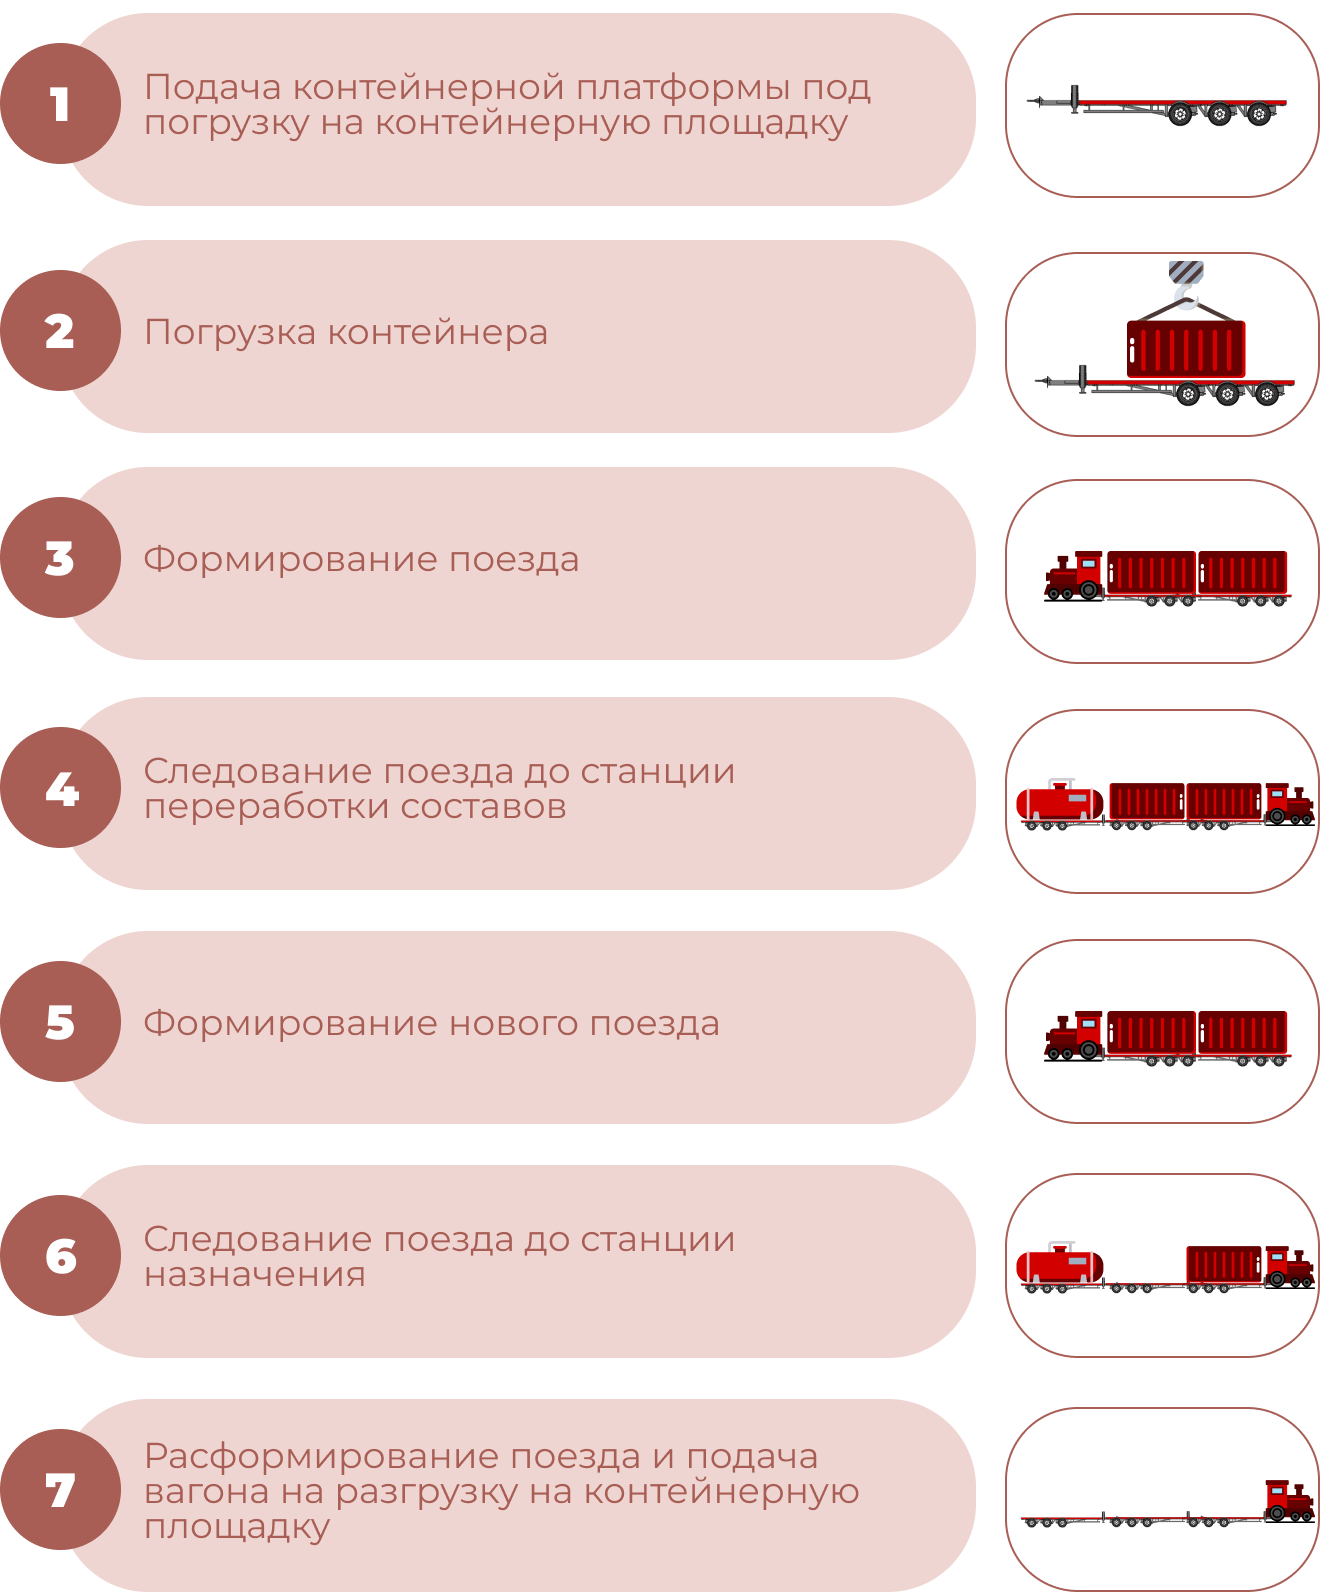 1
Подача контейнерной платформы под
погрузку на контейнерную площадку
2
Погрузка контейнера
3
Формирование поезда
4
Следование поезда до станции
переработки составов
5
Формирование нового поезда
6
Следование поезда до станции
назначения
7
Расформирование поезда и подача
вагона на разгрузку на контейнерную
площадку